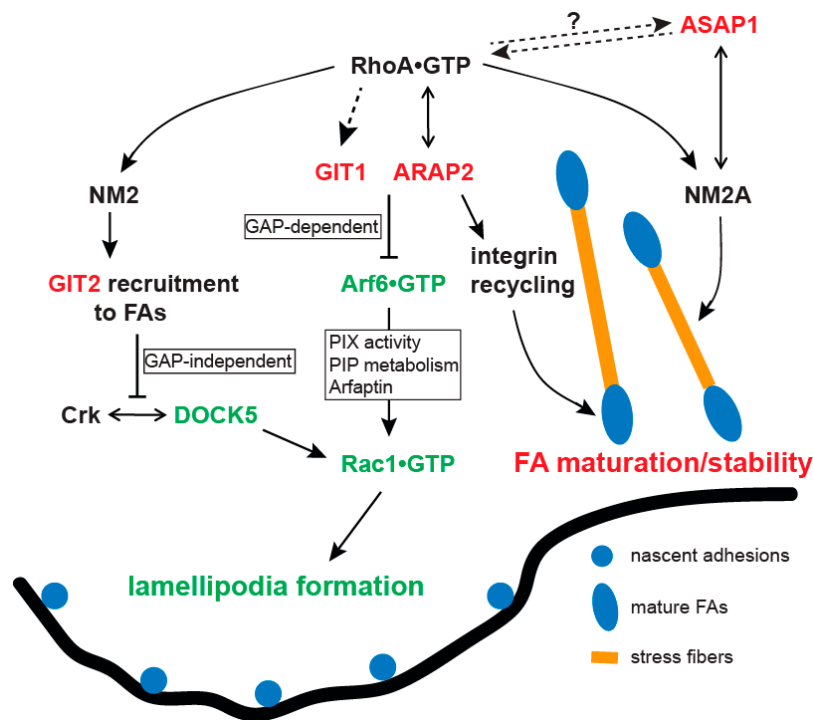 ?
ASAP1
RhoA•GTP
GIT1
ARAP2
NM2
NM2A
GAP-dependent
integrin
recycling
GIT2 recruitment
to FAs
Arf6•GTP
GAP-independent
PIX activity
PIP metabolism
Arfaptin
Crk
DOCK5
Rac1•GTP
FA maturation/stability
lamellipodia formation
nascent adhesions
mature FAs
stress fibers